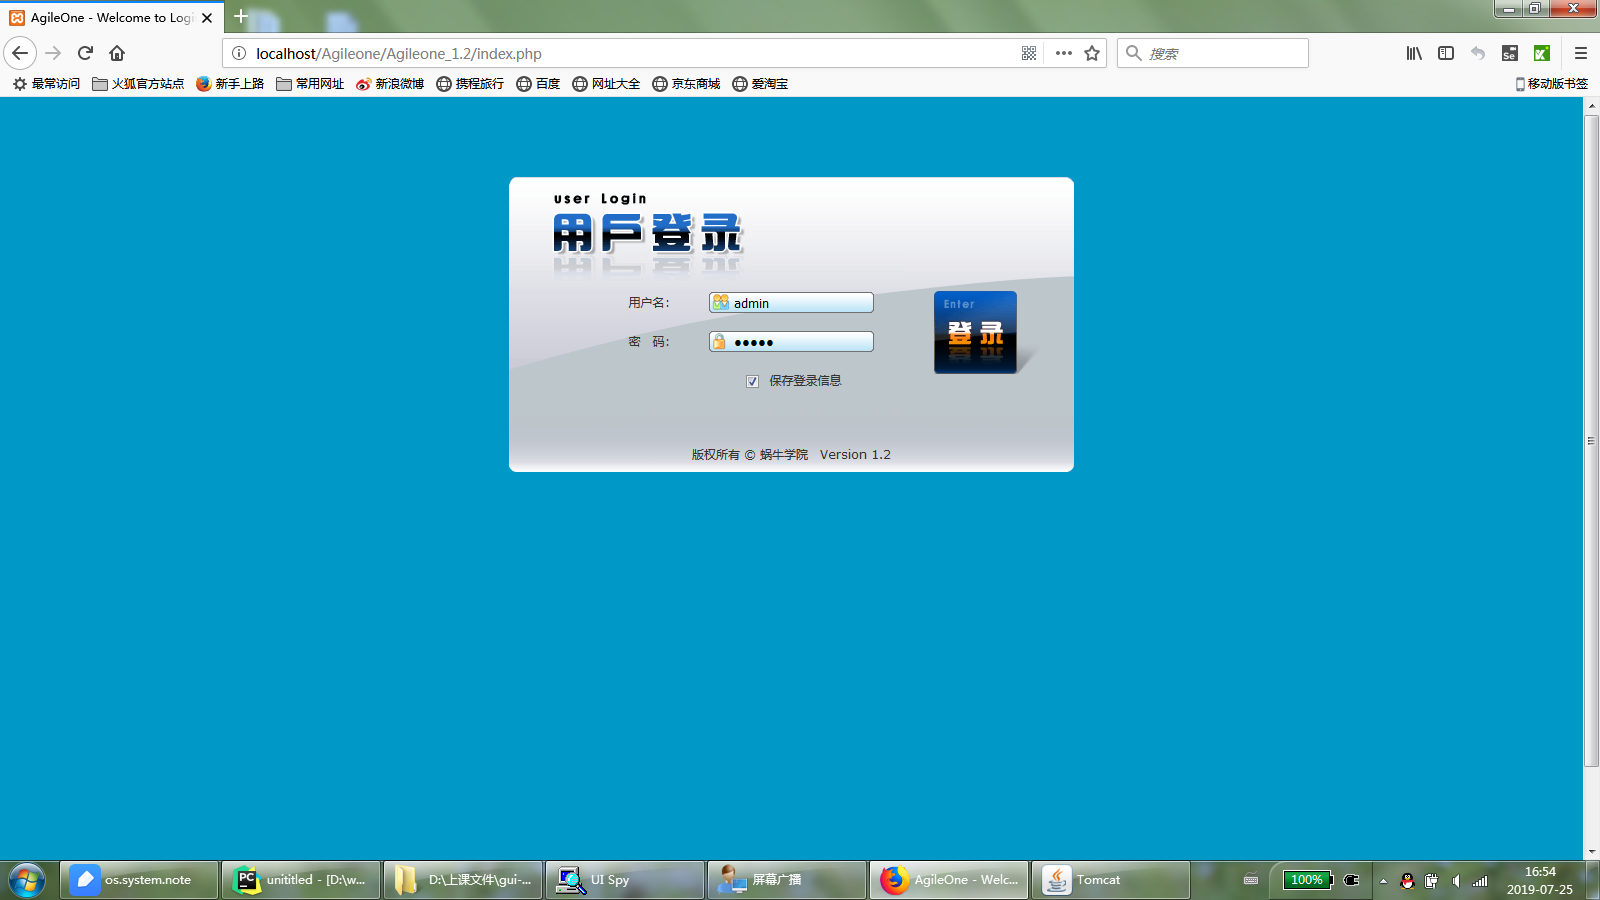 AgileOne - Welcome to Logi
localhost/Agileone/Agileone_1.2/index.php
搜索
最常访问 火狐官方站点 新手上路 常用网址 新浪微博 携程旅行 百度 网址大全 京东商城 爱淘宝 移动版书签
user Login
用户登录
用户名：
admin
密 码：
●●●●●
Enter
登录
保存登录信息
版权所有 © 蜗牛学院 Version 1.2
os.system.note
unititled - [D:\w...
D:\上课文件\gui-...
UI Spy
屏幕广播
AgileOne - Welc...
Tomcat
100%
16:54
2019-07-25